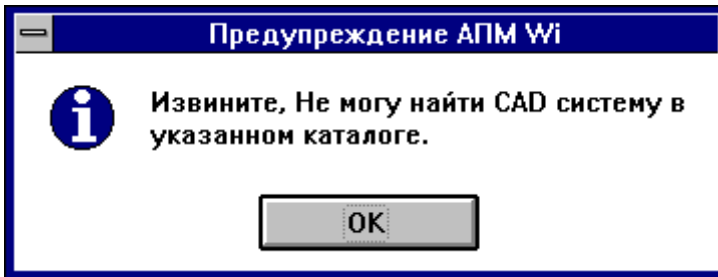 Предупреждение АПМ Wi
Извините, Не могу найти CAD систему в
указанном каталоге.
OK